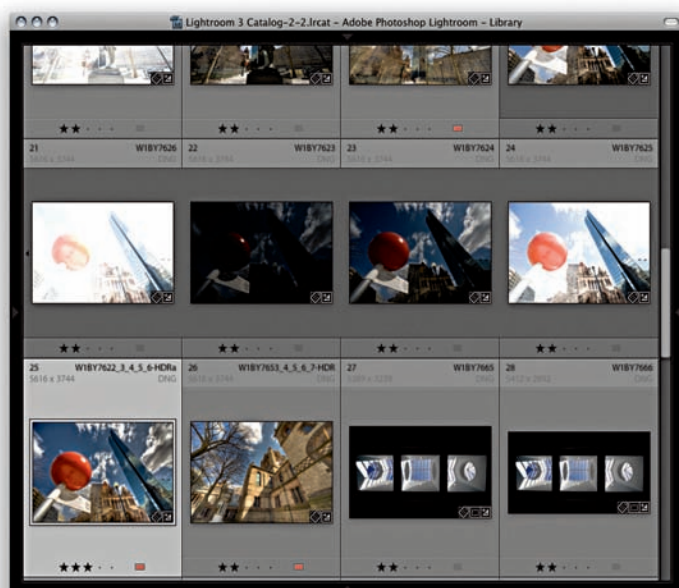 Lightroom 3 Catalog-2-2.lrcat – Adobe Photoshop Lightroom – Library
21 W1BY7626
5616 x 3744 DNG
22 W1BY7623
5616 x 3744 DNG
23 W1BY7624
5616 x 3744 DNG
24 W1BY7625
5616 x 3744 DNG
25 W1BY7622_3_4_5_6-HDRa
5616 x 3744 DNG
26 W1BY7653_4_5_6_7-HDR
5616 x 3744 DNG
27 W1BY7665
DNG
28 W1BY7666
DNG